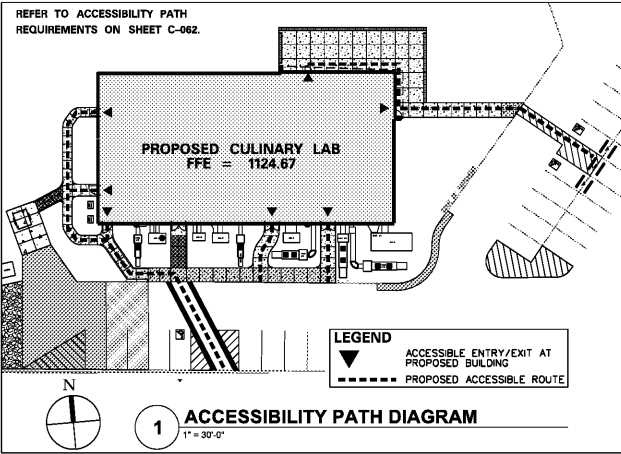 REFER TO ACCESSIBILITY PATH
REQUIREMENTS ON SHEET C-062.
PROPOSED CULINARY LAB
FFE = 1124.67
LEGEND
ACCESSIBLE ENTRY/EXIT AT
PROPOSED BUILDING
PROPOSED ACCESSIBLE ROUTE
N
1
ACCESSIBILITY PATH DIAGRAM
1" = 30'-0"